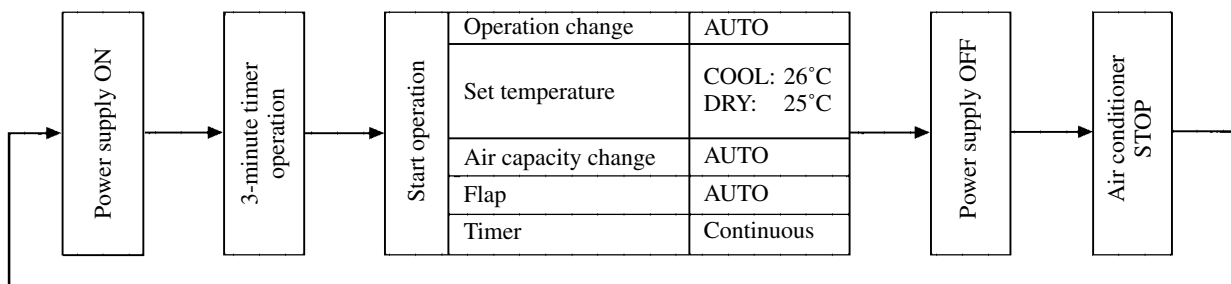 Power supply ON
3-minute timer
operation
Start operation
Operation change AUTO
Set temperature COOL: 26˚C
DRY: 25˚C
Air capacity change AUTO
Flap AUTO
Timer Continuous
Power supply OFF
Air conditioner
STOP